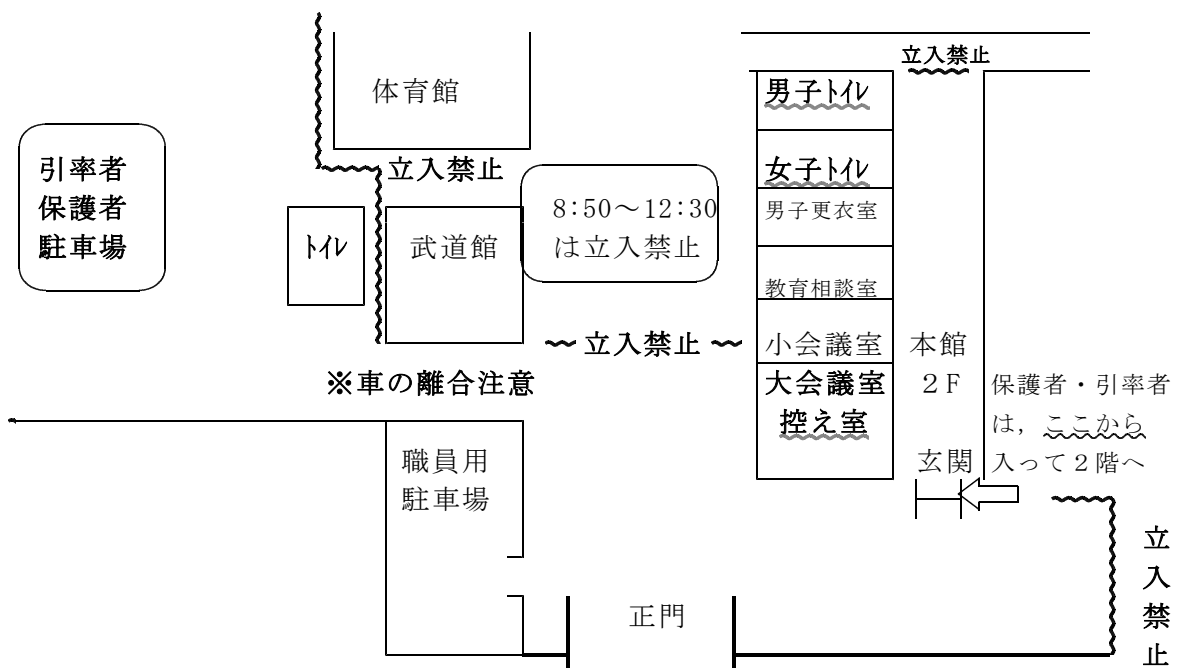 立入禁止
体育館
男子ﾄｲﾚ
引率者
保護者
駐車場
立入禁止
女子ﾄｲﾚ
8:50～12:30
は立入禁止
男子更衣室
ﾄｲﾚ
武道館
教育相談室
立入禁止
小会議室
本館
２F
※車の離合注意
大会議室
控え室
保護者・引率者
は，ここから
入って２階へ
玄関
職員用
駐車場
正門
立入禁止